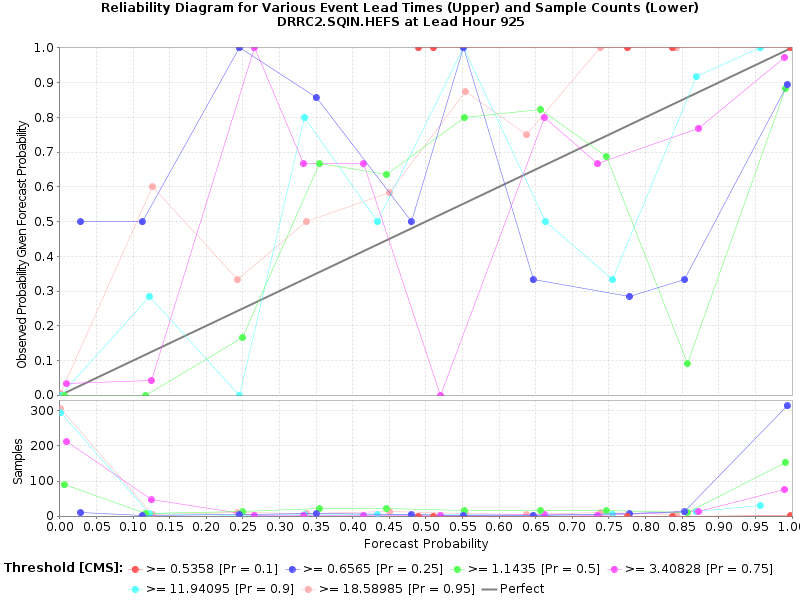 Reliability Diagram for Various Event Lead Times (Upper) and Sample Counts (Lower)
DRRC2.SQIN.HEFS at Lead Hour 925
Observed Probability Given Forecast Probability
1.0
0.9
0.8
0.7
0.6
0.5
0.4
0.3
0.2
0.1
0.0
Samples
300
200
100
0
0.00 0.05 0.10 0.15 0.20 0.25 0.30 0.35 0.40 0.45 0.50 0.55 0.60 0.65 0.70 0.75 0.80 0.85 0.90 0.95 1.0
Forecast Probability
Threshold [CMS]: >= 0.5358 [Pr = 0.1] >= 0.6565 [Pr = 0.25] >= 1.1435 [Pr = 0.5] >= 3.40828 [Pr = 0.75]
>= 11.94095 [Pr = 0.9] >= 18.58985 [Pr = 0.95] Perfect